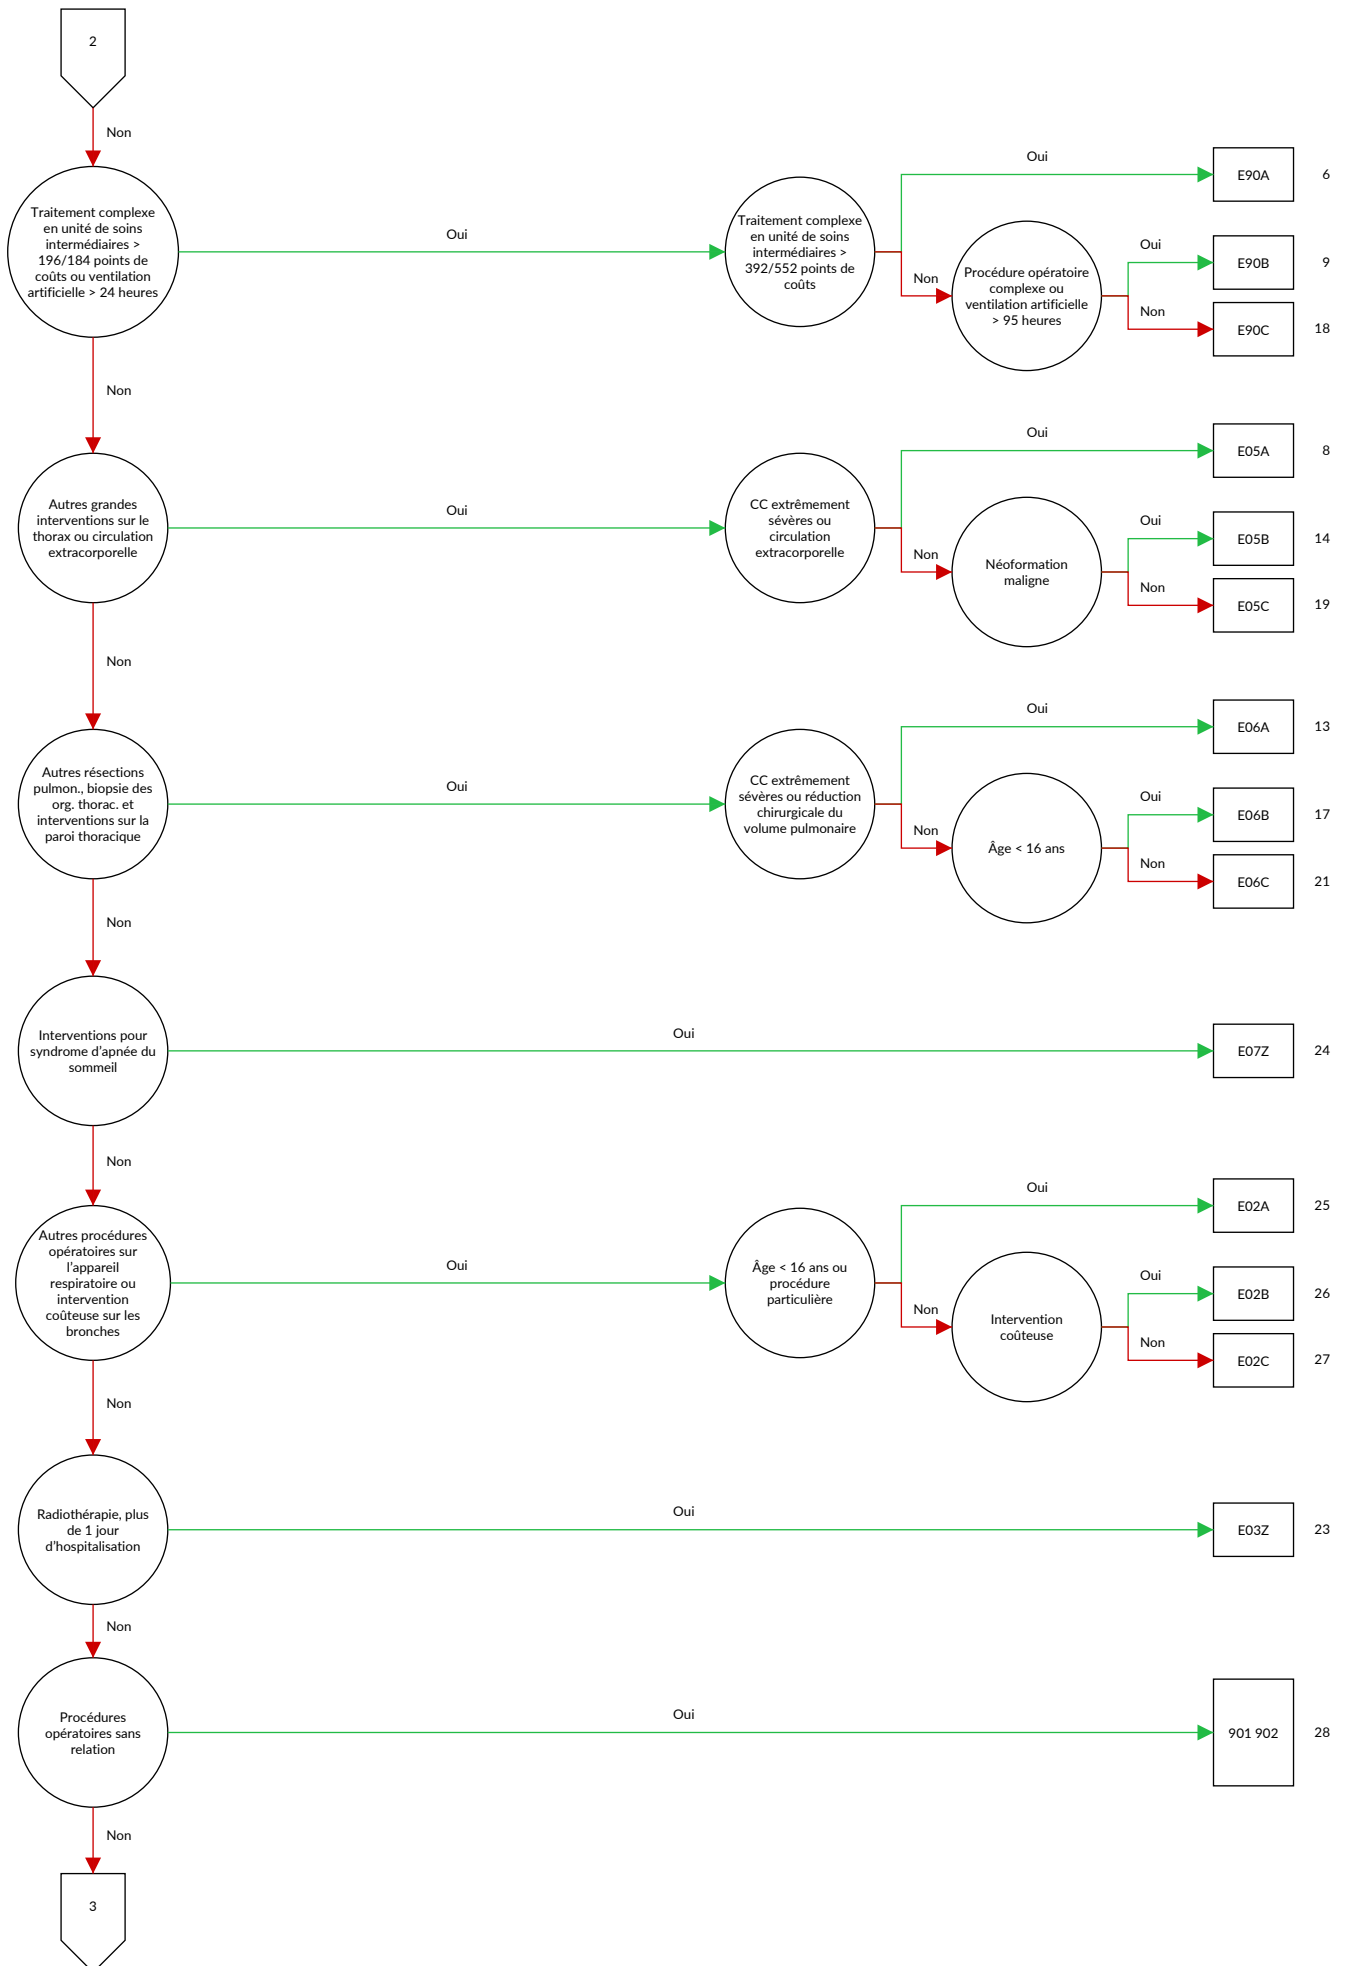 2
Non
Traitement complexe
en unité de soins
intermédiaires >
196/184 points de
coûts ou ventilation
artificielle > 24 heures
Oui
Traitement complexe
en unité de soins
intermédiaires >
392/552 points de
coûts
Oui
E90A 6
Non
Procédure opératoire
complexe ou
ventilation artificielle
> 95 heures
Oui
E90B 9
Non
E90C 18
Non
Autres grandes
interventions sur le
thorax ou circulation
extracorporelle
Oui
CC extrêmement
sévères ou
circulation
extracorporelle
Oui
E05A 8
Non
Néoformation
maligne
Oui
E05B 14
Non
E05C 19
Non
Autres résections
pulmon., biopsie des
org. thorac. et
interventions sur la
paroi thoracique
Oui
CC extrêmement
sévères ou réduction
chirurgicale du
volume pulmonaire
Oui
E06A 13
Non
Âge < 16 ans
Oui
E06B 17
Non
E06C 21
Non
Interventions pour
syndrome d'apnée du
sommeil
Oui
E07Z 24
Non
Autres procédures
opératoires sur
l'appareil
respiratoire ou
intervention
coûteuse sur les
bronches
Oui
Âge < 16 ans ou
procédure
particulière
Oui
E02A 25
Non
Intervention
coûteuse
Oui
E02B 26
Non
E02C 27
Non
Radiothérapie, plus
de 1 jour
d'hospitalisation
Oui
E03Z 23
Non
Procédures
opératoires sans
relation
Oui
901 902 28
Non
3